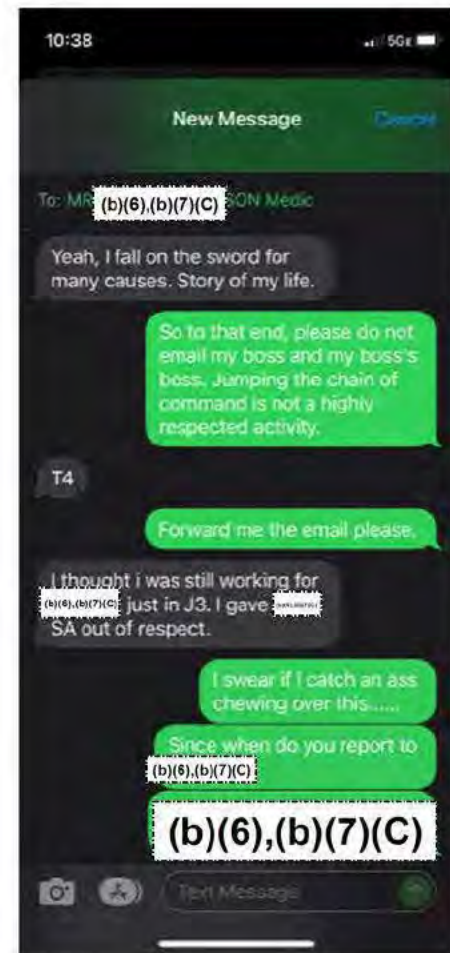 10:38
5GE
New Message
Cancel
To: MR (b)(6),(b)(7)(C) SON Medic
Yeah, I fall on the sword for
many causes. Story of my life.
So to that end, please do not
email my boss and my boss's
boss. Jumping the chain of
command is not a highly
respected activity.
T4
Forward me the email please.
I thought i was still working for
(b)(6),(b)(7)(C) just in J3. I gave
SA out of respect.
I swear if I catch an ass
chewing over this......
Since when do you report to
(b)(6),(b)(7)(C)
(b)(6),(b)(7)(C)
Text Message